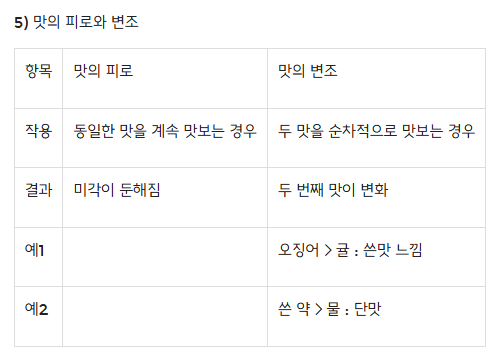 5) 맛의 피로와 변조
항목 맛의 피로 맛의 변조
작용 동일한 맛을 계속 맛보는 경우 두 맛을 순차적으로 맛보는 경우
결과 미각이 둔해짐 두 번째 맛이 변화
예1 오징어 > 귤 : 쓴맛 느낌
예2 쓴 약 > 물 : 단맛